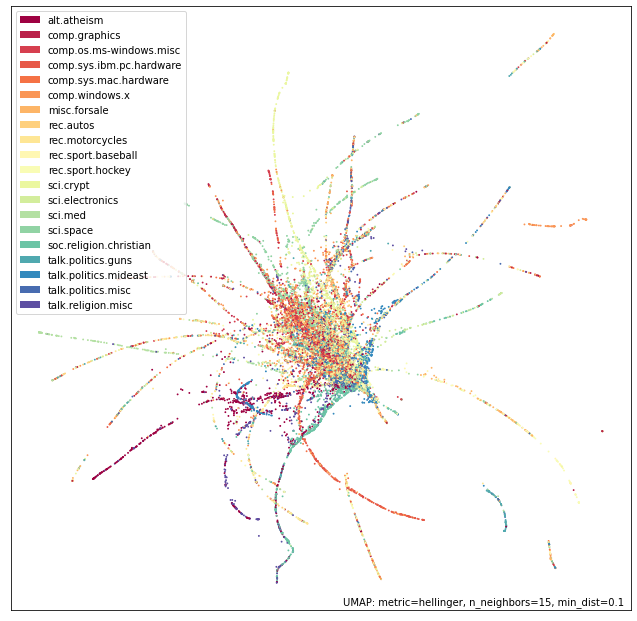 alt.atheism
comp.graphics
comp.os.ms-windows.misc
comp.sys.ibm.pc.hardware
comp.sys.mac.hardware
comp.windows.x
misc.forsale
rec.autos
rec.motorcycles
rec.sport.baseball
rec.sport.hockey
sci.crypt
sci.electronics
sci.med
sci.space
soc.religion.christian
talk.politics.guns
talk.politics.mideast
talk.politics.misc
talk.religion.misc
UMAP: metric=hellinger, n_neighbors=15, min_dist=0.1